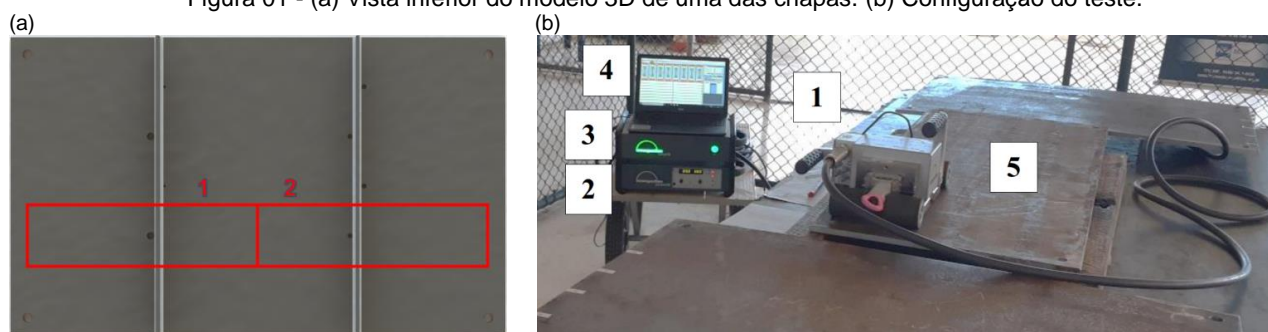 Figura 01 - (a) Vista inferior do modelo 3D de uma das chapas. (b) Configuração do teste.
(a)
(b)
1 2
4
1
3
5
2